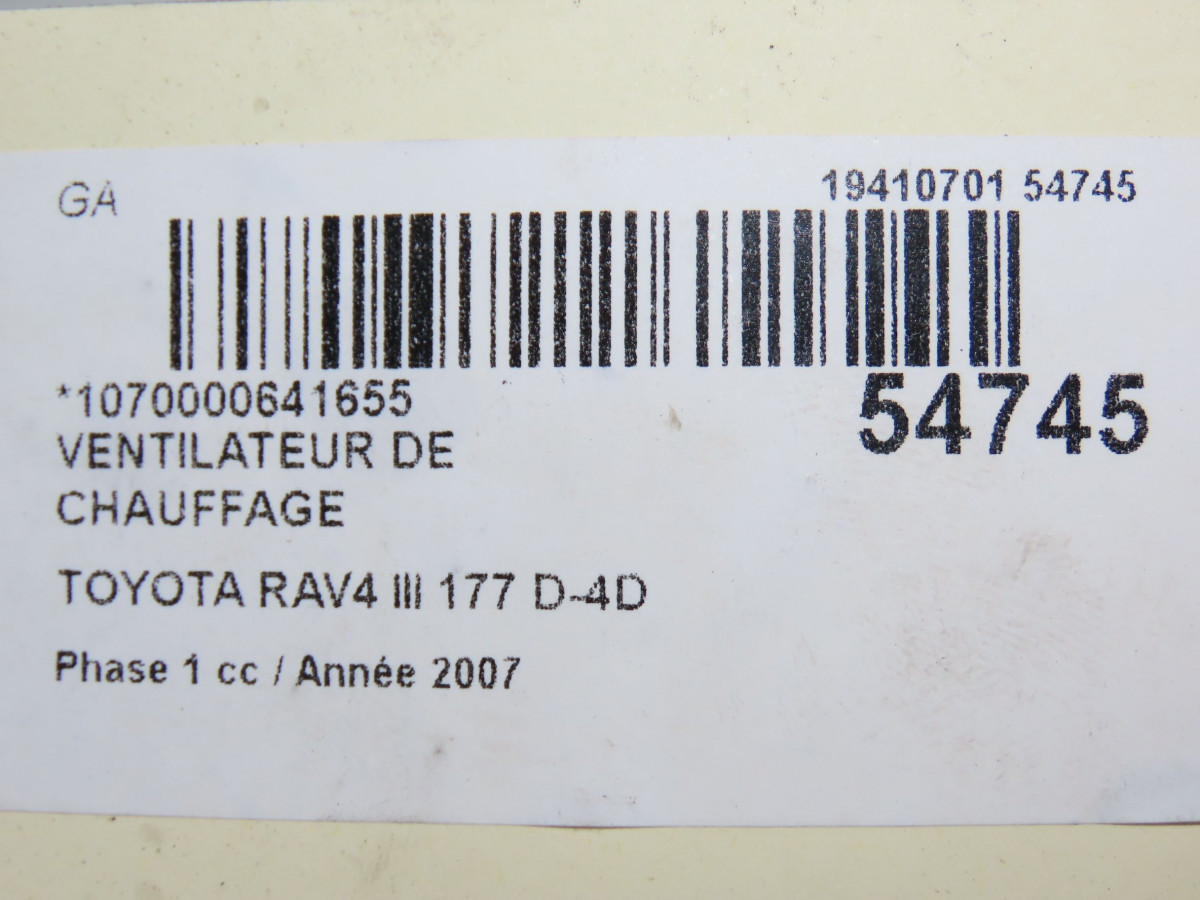 GA
19410701 54745
*1070000641655
54745
VENTILATEUR DE
CHAUFFAGE
TOYOTA RAV4 III 177 D-4D
Phase 1 cc / Année 2007